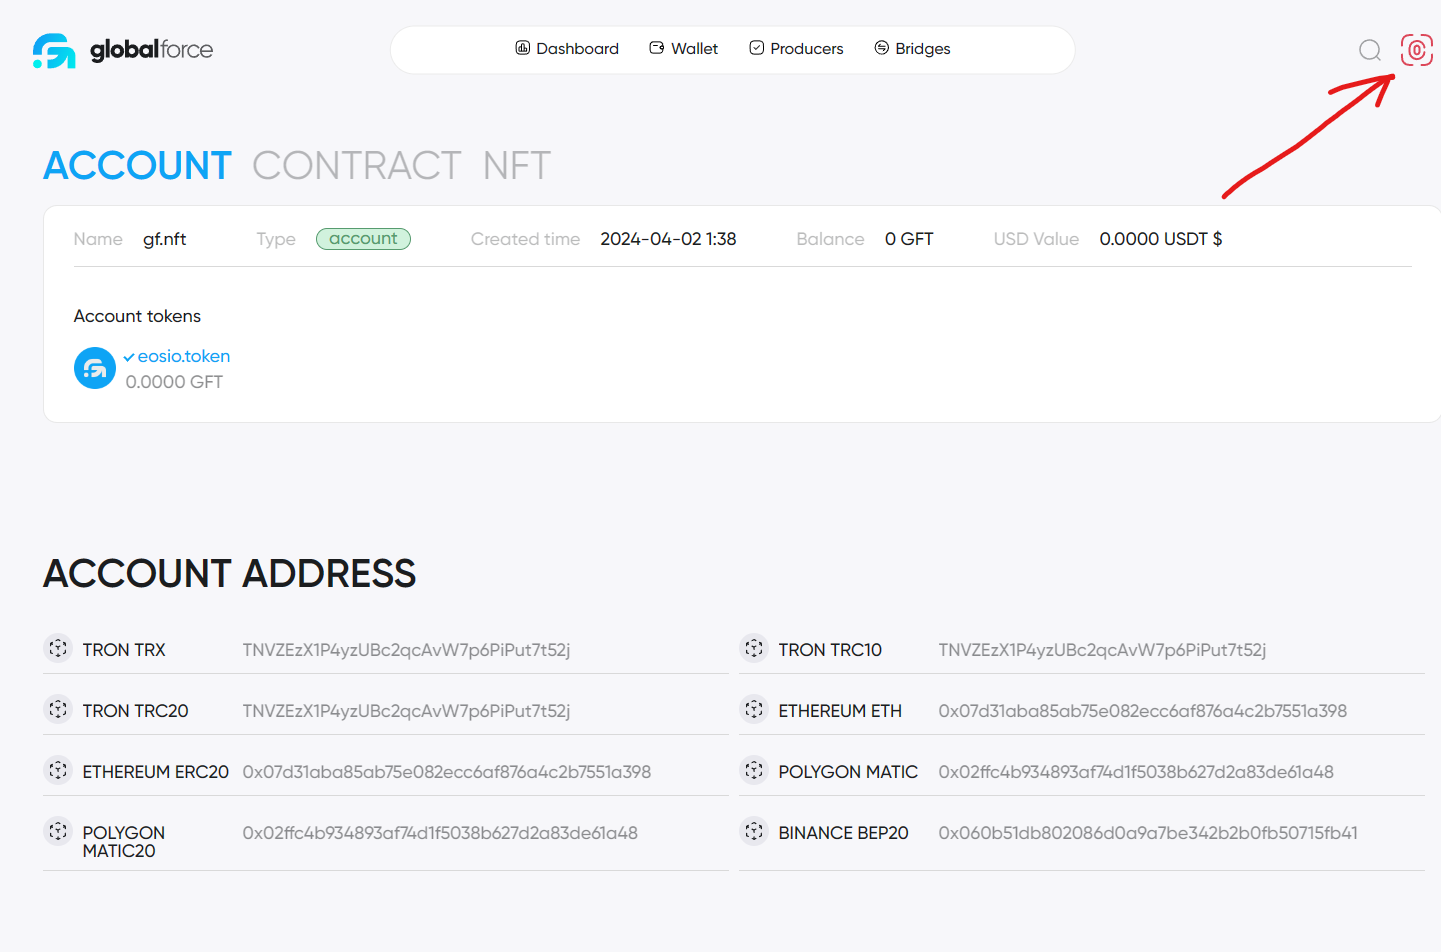 globalforce
Dashboard Wallet Producers Bridges
ACCOUNT CONTRACT NFT
Name gf.nft Type account Created time 2024-04-02 1:38 Balance 0 GFT USD Value 0.0000 USDT $
Account tokens
eosio.token
0.0000 GFT
ACCOUNT ADDRESS
TRON TRX TNVZEzX1P4yzUBc2qcAvW7p6PiPut7t52j
TRON TRC10 TNVZEzX1P4yzUBc2qcAvW7p6PiPut7t52j
TRON TRC20 TNVZEzX1P4yzUBc2qcAvW7p6PiPut7t52j
ETHEREUM ETH 0x07d31aba85ab75e082ecc6af876a4c2b7551a398
ETHEREUM ERC20 0x07d31aba85ab75e082ecc6af876a4c2b7551a398
POLYGON MATIC 0x02ffc4b934893af74d1f5038b627d2a83de61a48
POLYGON 0x02ffc4b934893af74d1f5038b627d2a83de61a48
MATIC20
BINANCE BEP20 0x060b51db802086d0a9a7be342b2b0fb50715fb41